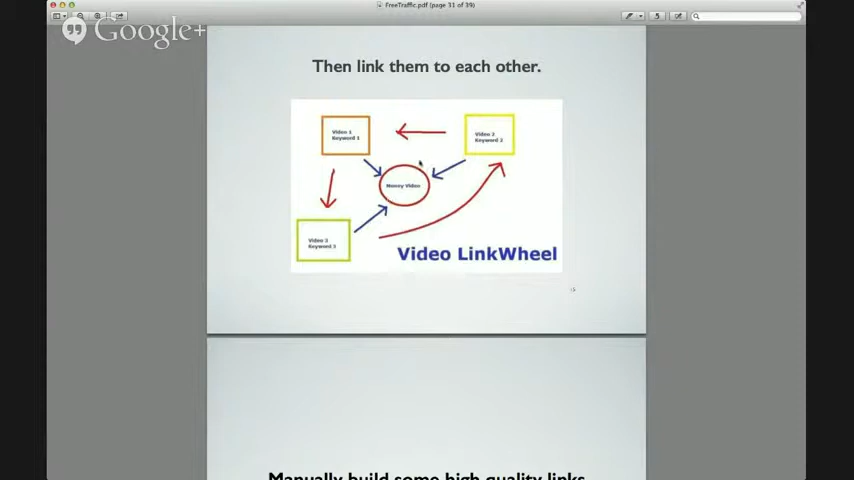 FreeTraffic.pdf (page 31 of 39)
Google+
Then link them to each other.
Video 1
Keyword 1
Video 2
Keyword 2
Money Video
Video 3
Keyword 3
Video LinkWheel
Manually build some high quality links